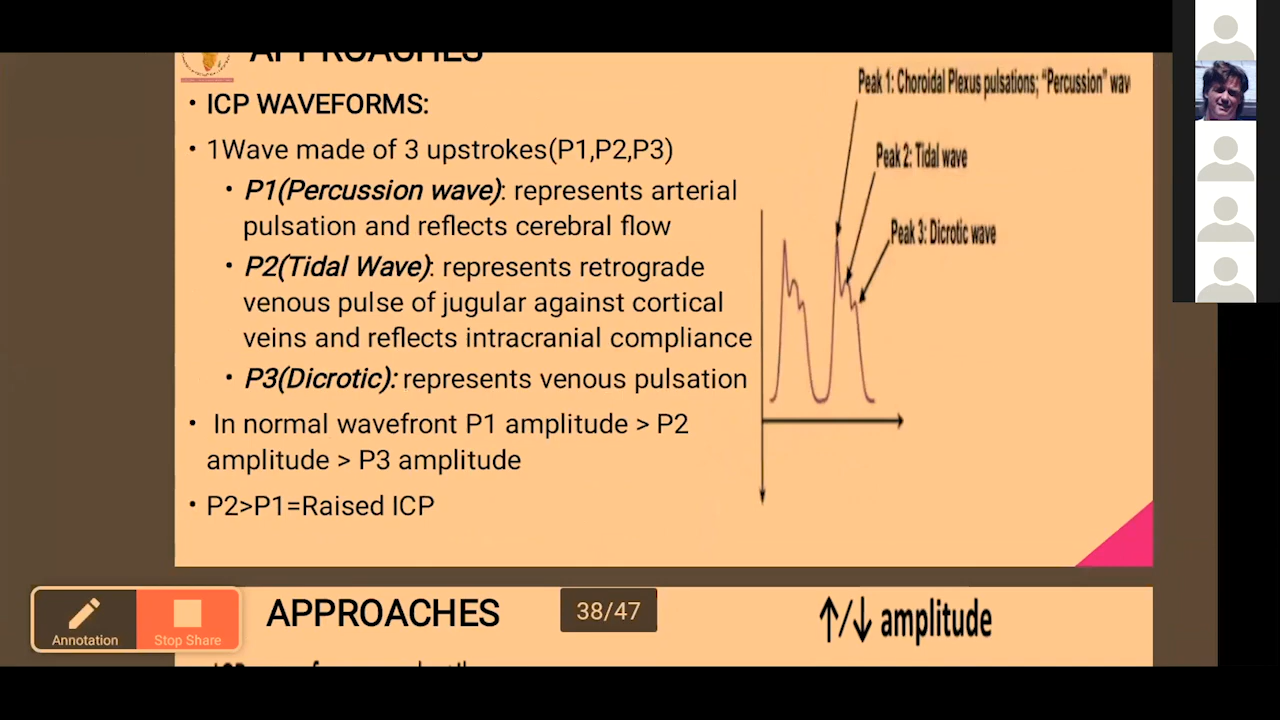 APPROACHES
• ICP WAVEFORMS:
• 1Wave made of 3 upstrokes(P1,P2,P3)
• P1(Percussion wave): represents arterial
pulsation and reflects cerebral flow
• P2(Tidal Wave): represents retrograde
venous pulse of jugular against cortical
veins and reflects intracranial compliance
• P3(Dicrotic): represents venous pulsation
• In normal wavefront P1 amplitude > P2
amplitude > P3 amplitude
• P2>P1=Raised ICP
Peak 1: Choroidal Plexus pulsations; “Percussion” wav
Peak 2: Tidal wave
Peak 3: Dicrotic wave
Annotation
Stop Share
APPROACHES
38/47
↑/↓ amplitude